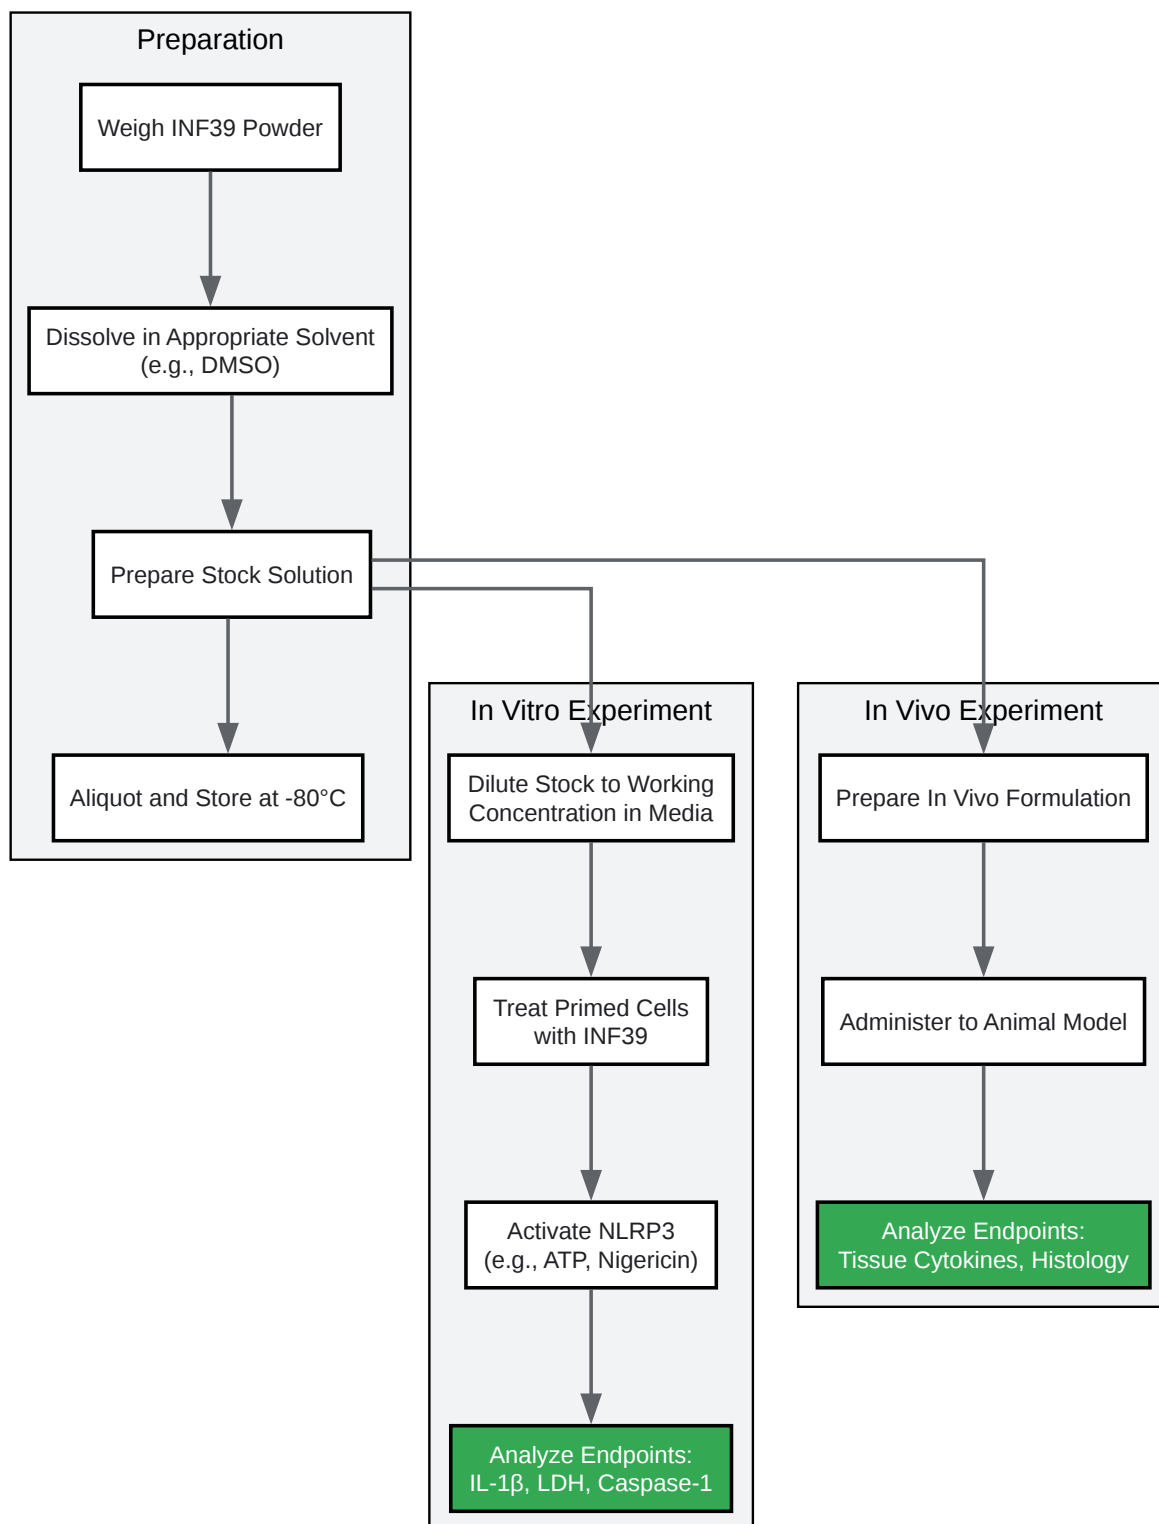 Preparation
Weigh INF39 Powder
Dissolve in Appropriate Solvent
(e.g., DMSO)
Prepare Stock Solution
Aliquot and Store at -80°C
In Vitro Experiment
Dilute Stock to Working
Concentration in Media
Treat Primed Cells
with INF39
Activate NLRP3
(e.g., ATP, Nigericin)
Analyze Endpoints:
IL-1β, LDH, Caspase-1
In Vivo Experiment
Prepare In Vivo Formulation
Administer to Animal Model
Analyze Endpoints:
Tissue Cytokines, Histology